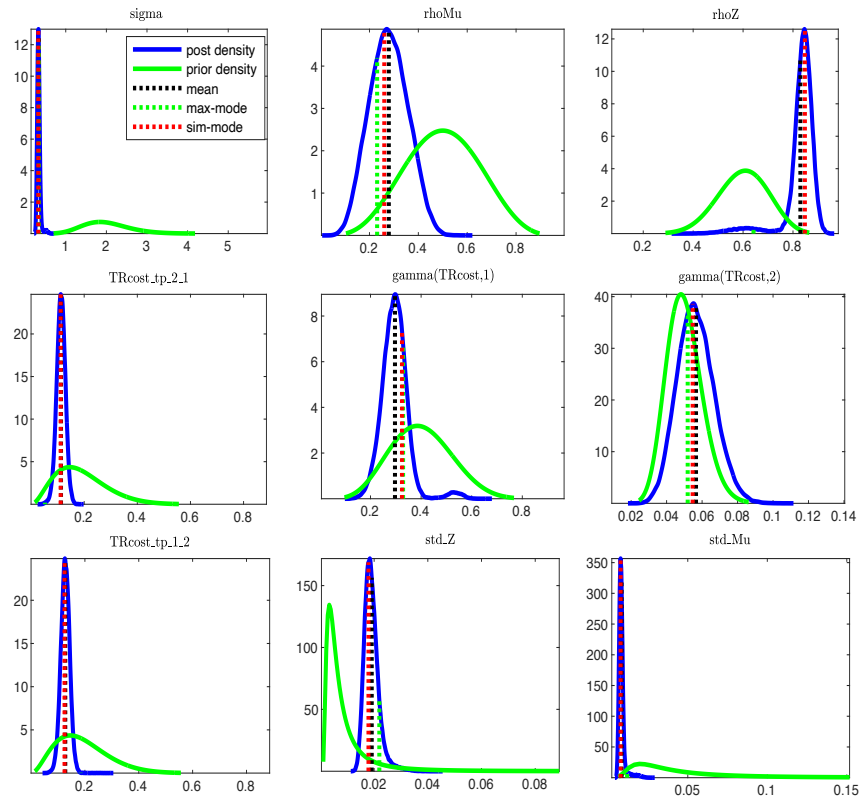 sigma
12
10
8
6
4
2
1 2 3 4 5
post density
prior density
mean
max-mode
sim-mode
rhoMu
4
3
2
1
0.2 0.4 0.6 0.8
rhoZ
12
10
8
6
4
2
0.2 0.4 0.6 0.8
TRcost_tp_2_1
20
15
10
5
0.2 0.4 0.6 0.8
gamma(TRcost,1)
8
6
4
2
0.2 0.4 0.6 0.8
gamma(TRcost,2)
40
30
20
10
0.02 0.04 0.06 0.08 0.1 0.12 0.14
TRcost_tp_1_2
20
15
10
5
0.2 0.4 0.6 0.8
std_Z
150
100
50
0.02 0.04 0.06 0.08
std_Mu
350
300
250
200
150
100
50
0.05 0.1 0.15